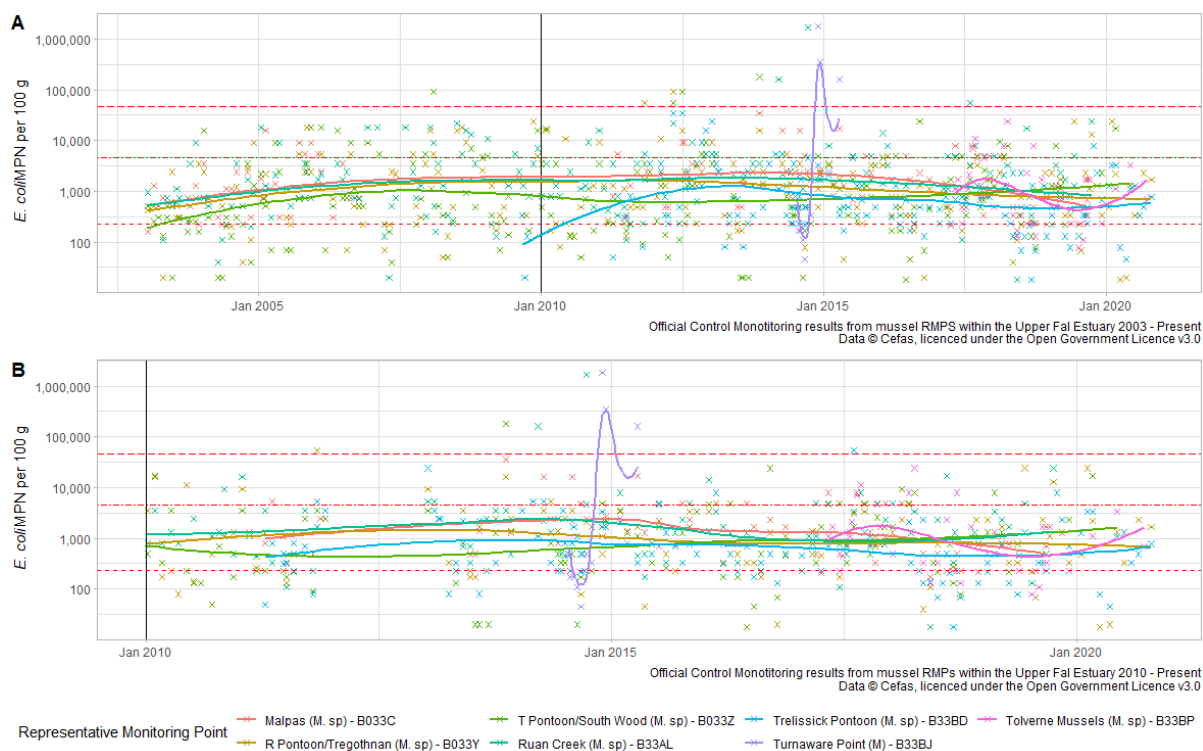 A
1,000,000
100,000
10,000
1,000
100
E. coli MPN per 100 g
Jan 2005
Jan 2010
Jan 2015
Jan 2020
Official Control Monotitoring results from mussel RMPS within the Upper Fal Estuary 2003 - Present
Data © Cefas, licenced under the Open Government Licence v3.0
B
1,000,000
100,000
10,000
1,000
100
E. coli MPN per 100 g
Jan 2010
Jan 2015
Jan 2020
Official Control Monotitoring results from mussel RMPs within the Upper Fal Estuary 2010 - Present
Data © Cefas, licenced under the Open Government Licence v3.0
Representative Monitoring Point
Malpas (M. sp) - B033C
R Pontoon/Tregothnan (M. sp) - B033Y
T Pontoon/South Wood (M. sp) - B033Z
Ruan Creek (M. sp) - B33AL
Trelissick Pontoon (M. sp) - B33BD
Turnaware Point (M) - B33BJ
Tolverne Mussels (M. sp) - B33BP